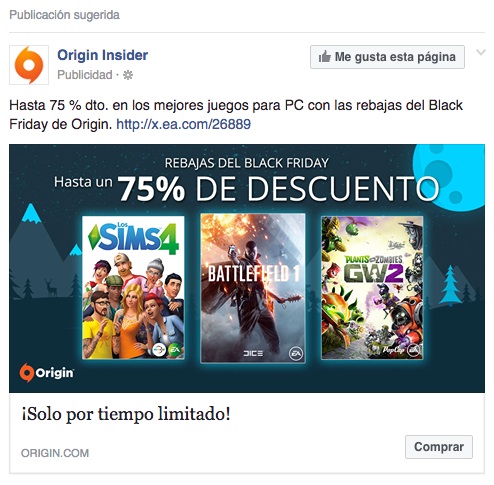 Publicación sugerida
Origin Insider
Publicidad ·
Me gusta esta página
Hasta 75 % dto. en los mejores juegos para PC con las rebajas del Black
Friday de Origin. http://x.ea.com/26889
REBAJAS DEL BLACK FRIDAY
Hasta un 75% DE DESCUENTO
LOS
SIMS 4
EA
BATTLEFIELD 1
DICE
EA
PLANTS VS. ZOMBIES
GW2
PopCap
EA
Origin
¡Solo por tiempo limitado!
ORIGIN.COM
Comprar